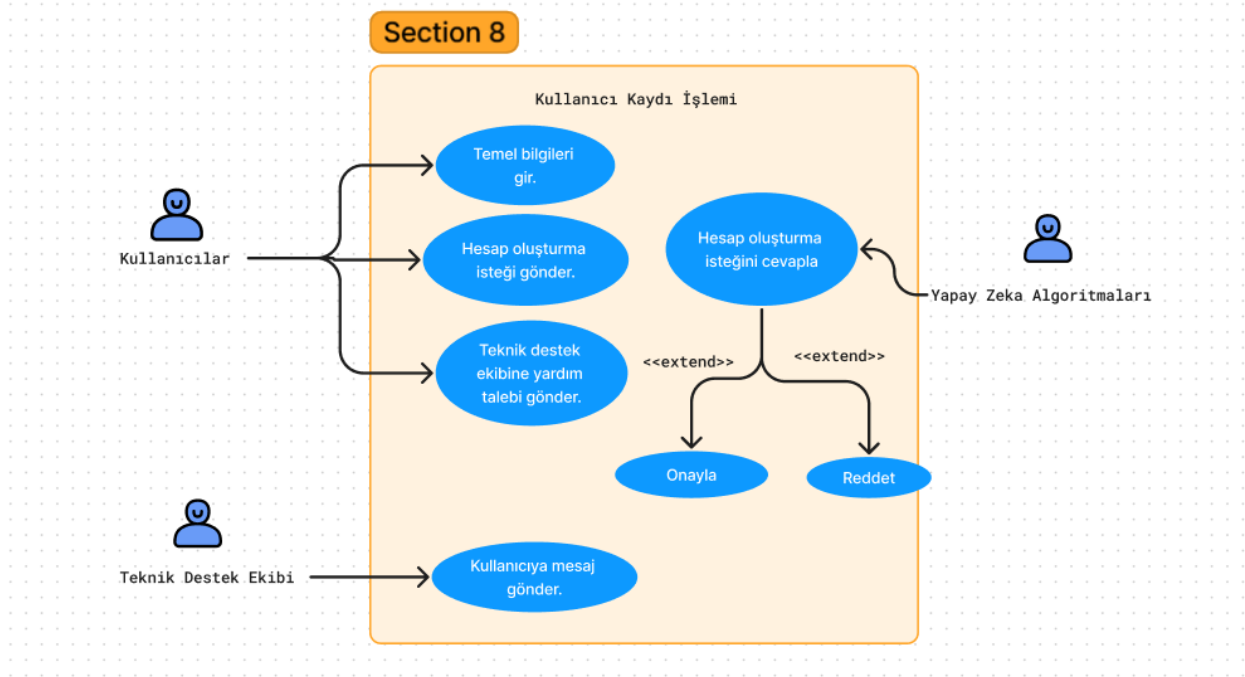 Section 8
Kullanıcı Kaydı İşlemi
Temel bilgileri
gir.
Kullanıcılar
Hesap oluşturma
isteği gönder.
Hesap oluşturma
isteğini cevapla
Yapay Zeka Algoritmaları
Teknik destek
ekibine yardım
talebi gönder.
<<extend>>
<<extend>>
Onayla
Reddet
Teknik Destek Ekibi
Kullanıcıya mesaj
gönder.